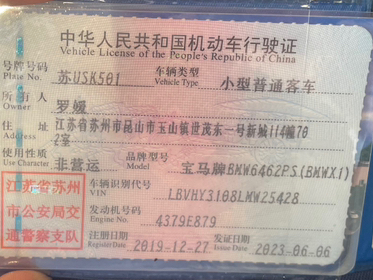 中华人民共和国机动车行驶证
Vehicle License of the People's Republic of China
号牌号码 苏USK501 车辆类型 小型普通客车
Plate No. Vehicle Type
所有人 罗媛
Owner
住址 江苏省苏州市昆山市玉山镇世茂东一号新城114幢70
Address 2室
使用性质 非营运 品牌型号 宝马牌BMW6462PS(BMWX1)
Use Character Model
江苏省苏州 车辆识别代号 LBVHY3108LMW25428
市公安局交 VIN
通警察支队 发动机号码 4379E879
Engine No.
注册日期 2019-12-27 发证日期 2023-06-06
Register Date Issue Date